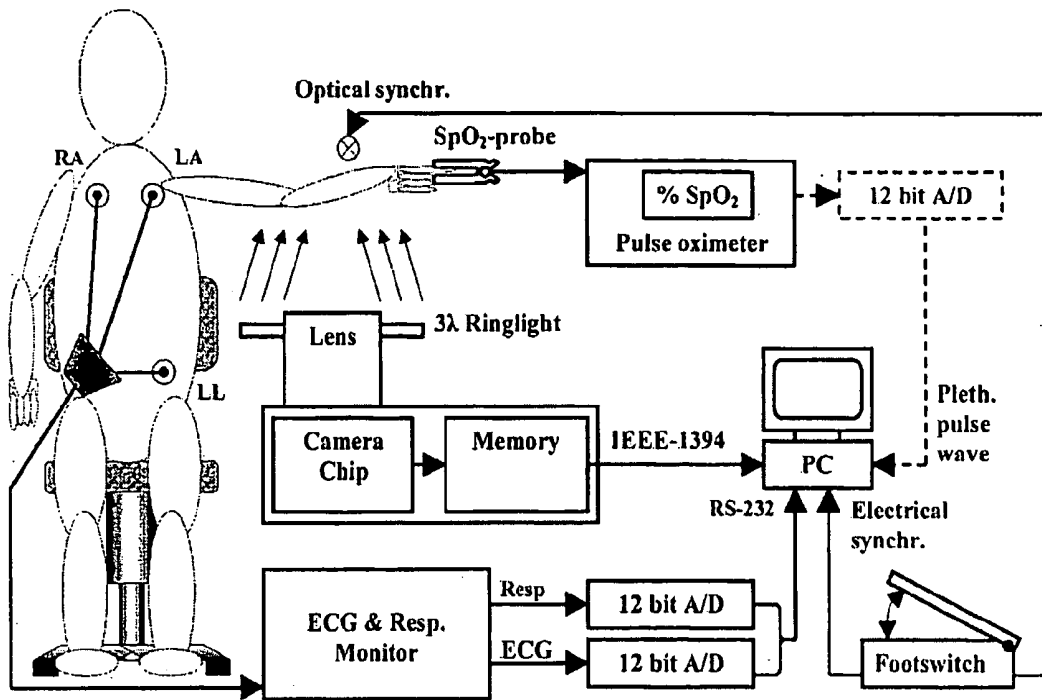 Optical synchr.
SpO₂-probe
RA
LA
% SpO₂
Pulse oximeter
12 bit A/D
3λ Ringlight
Lens
LL
Camera
Chip
Memory
IEEE-1394
PC
Pleth.
pulse
wave
RS-232
Electrical
synchr.
ECG & Resp.
Monitor
Resp
12 bit A/D
ECG
12 bit A/D
Footswitch